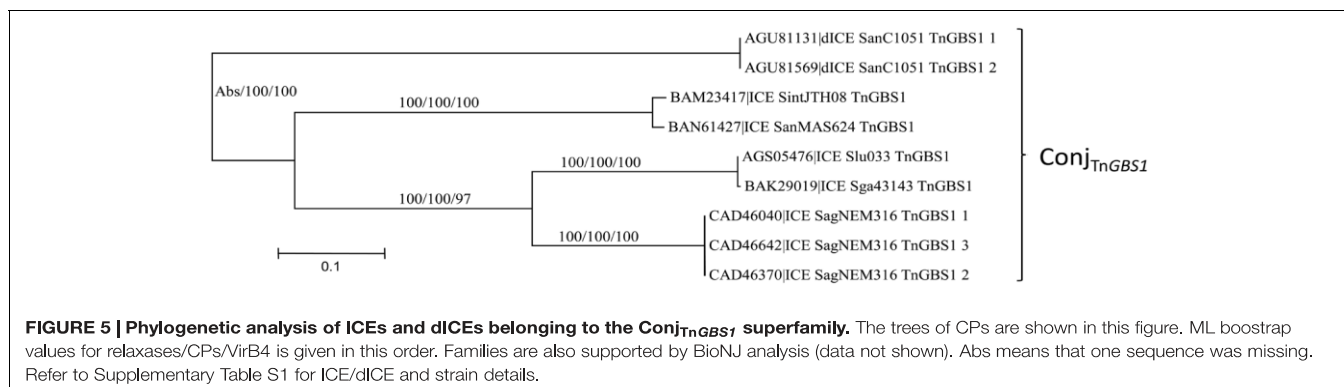 AGU81131|dICE SanC1051 TnGBS1 1
AGU81569|dICE SanC1051 TnGBS1 2
Abs/100/100
100/100/100
BAM23417|ICE SintJTH08 TnGBS1
BAN61427|ICE SanMAS624 TnGBS1
100/100/100
AGS05476|ICE Slu033 TnGBS1
BAK29019|ICE Sga43143 TnGBS1
100/100/97
100/100/100
CAD46040|ICE SagNEM316 TnGBS1 1
CAD46642|ICE SagNEM316 TnGBS1 3
CAD46370|ICE SagNEM316 TnGBS1 2
0.1
ConjTnGBS1
FIGURE 5 | Phylogenetic analysis of ICEs and dICEs belonging to the ConjTnGBS1 superfamily. The trees of CPs are shown in this figure. ML boostrap
values for relaxases/CPs/VirB4 is given in this order. Families are also supported by BioNJ analysis (data not shown). Abs means that one sequence was missing.
Refer to Supplementary Table S1 for ICE/dICE and strain details.